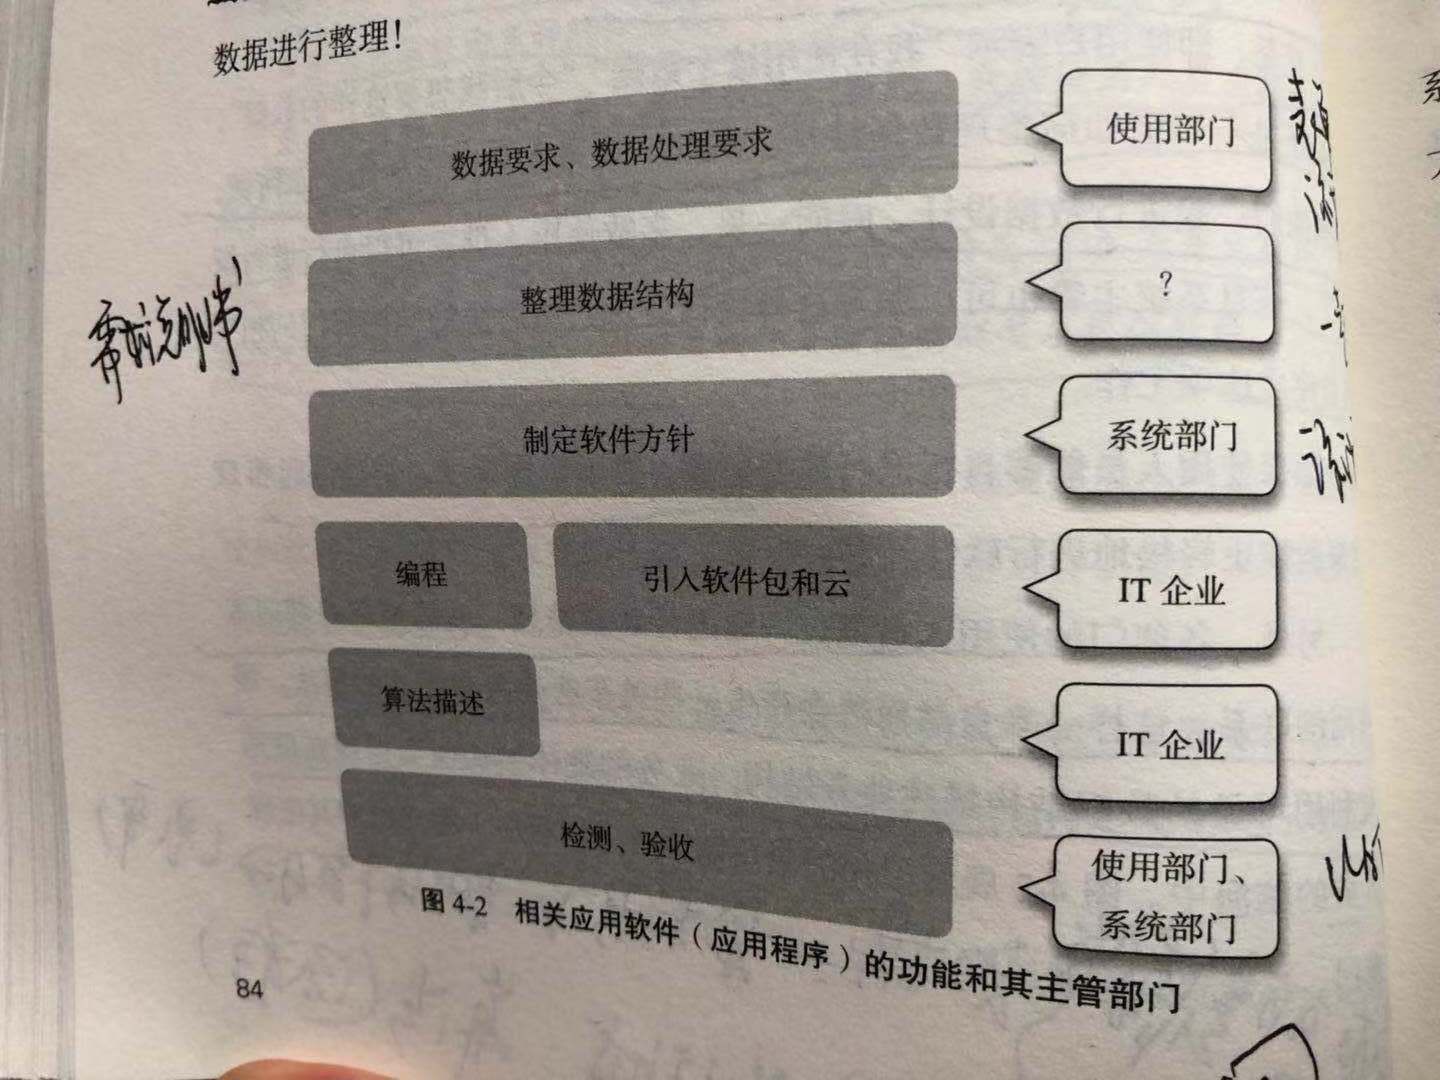 数据进行整理！
数据要求、数据处理要求
使用部门
整理数据结构
？
制定软件方针
系统部门
编程
引入软件包和云
IT 企业
算法描述
IT 企业
检测、验收
使用部门、
系统部门
图 4-2 相关应用软件（应用程序）的功能和其主管部门
84